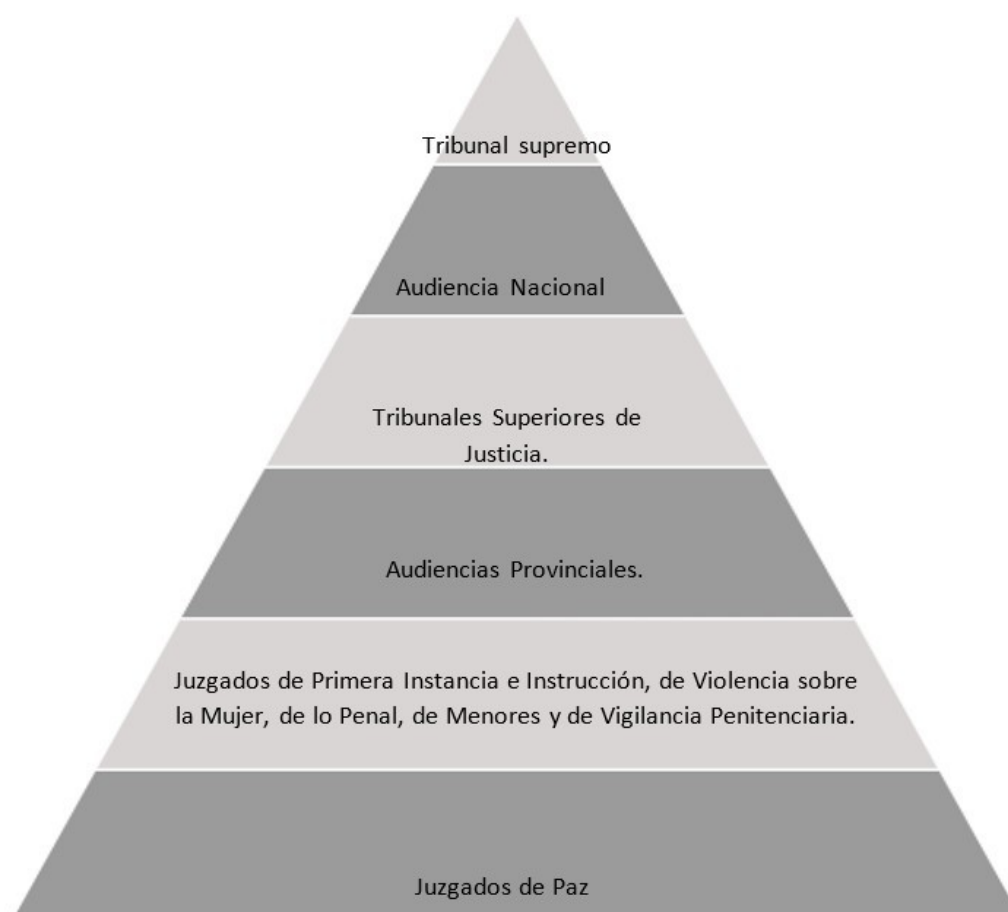 Tribunal supremo
Audiencia Nacional
Tribunales Superiores de
Justicia.
Audiencias Provinciales.
Juzgados de Primera Instancia e Instrucción, de Violencia sobre
la Mujer, de lo Penal, de Menores y de Vigilancia Penitenciaria.
Juzgados de Paz